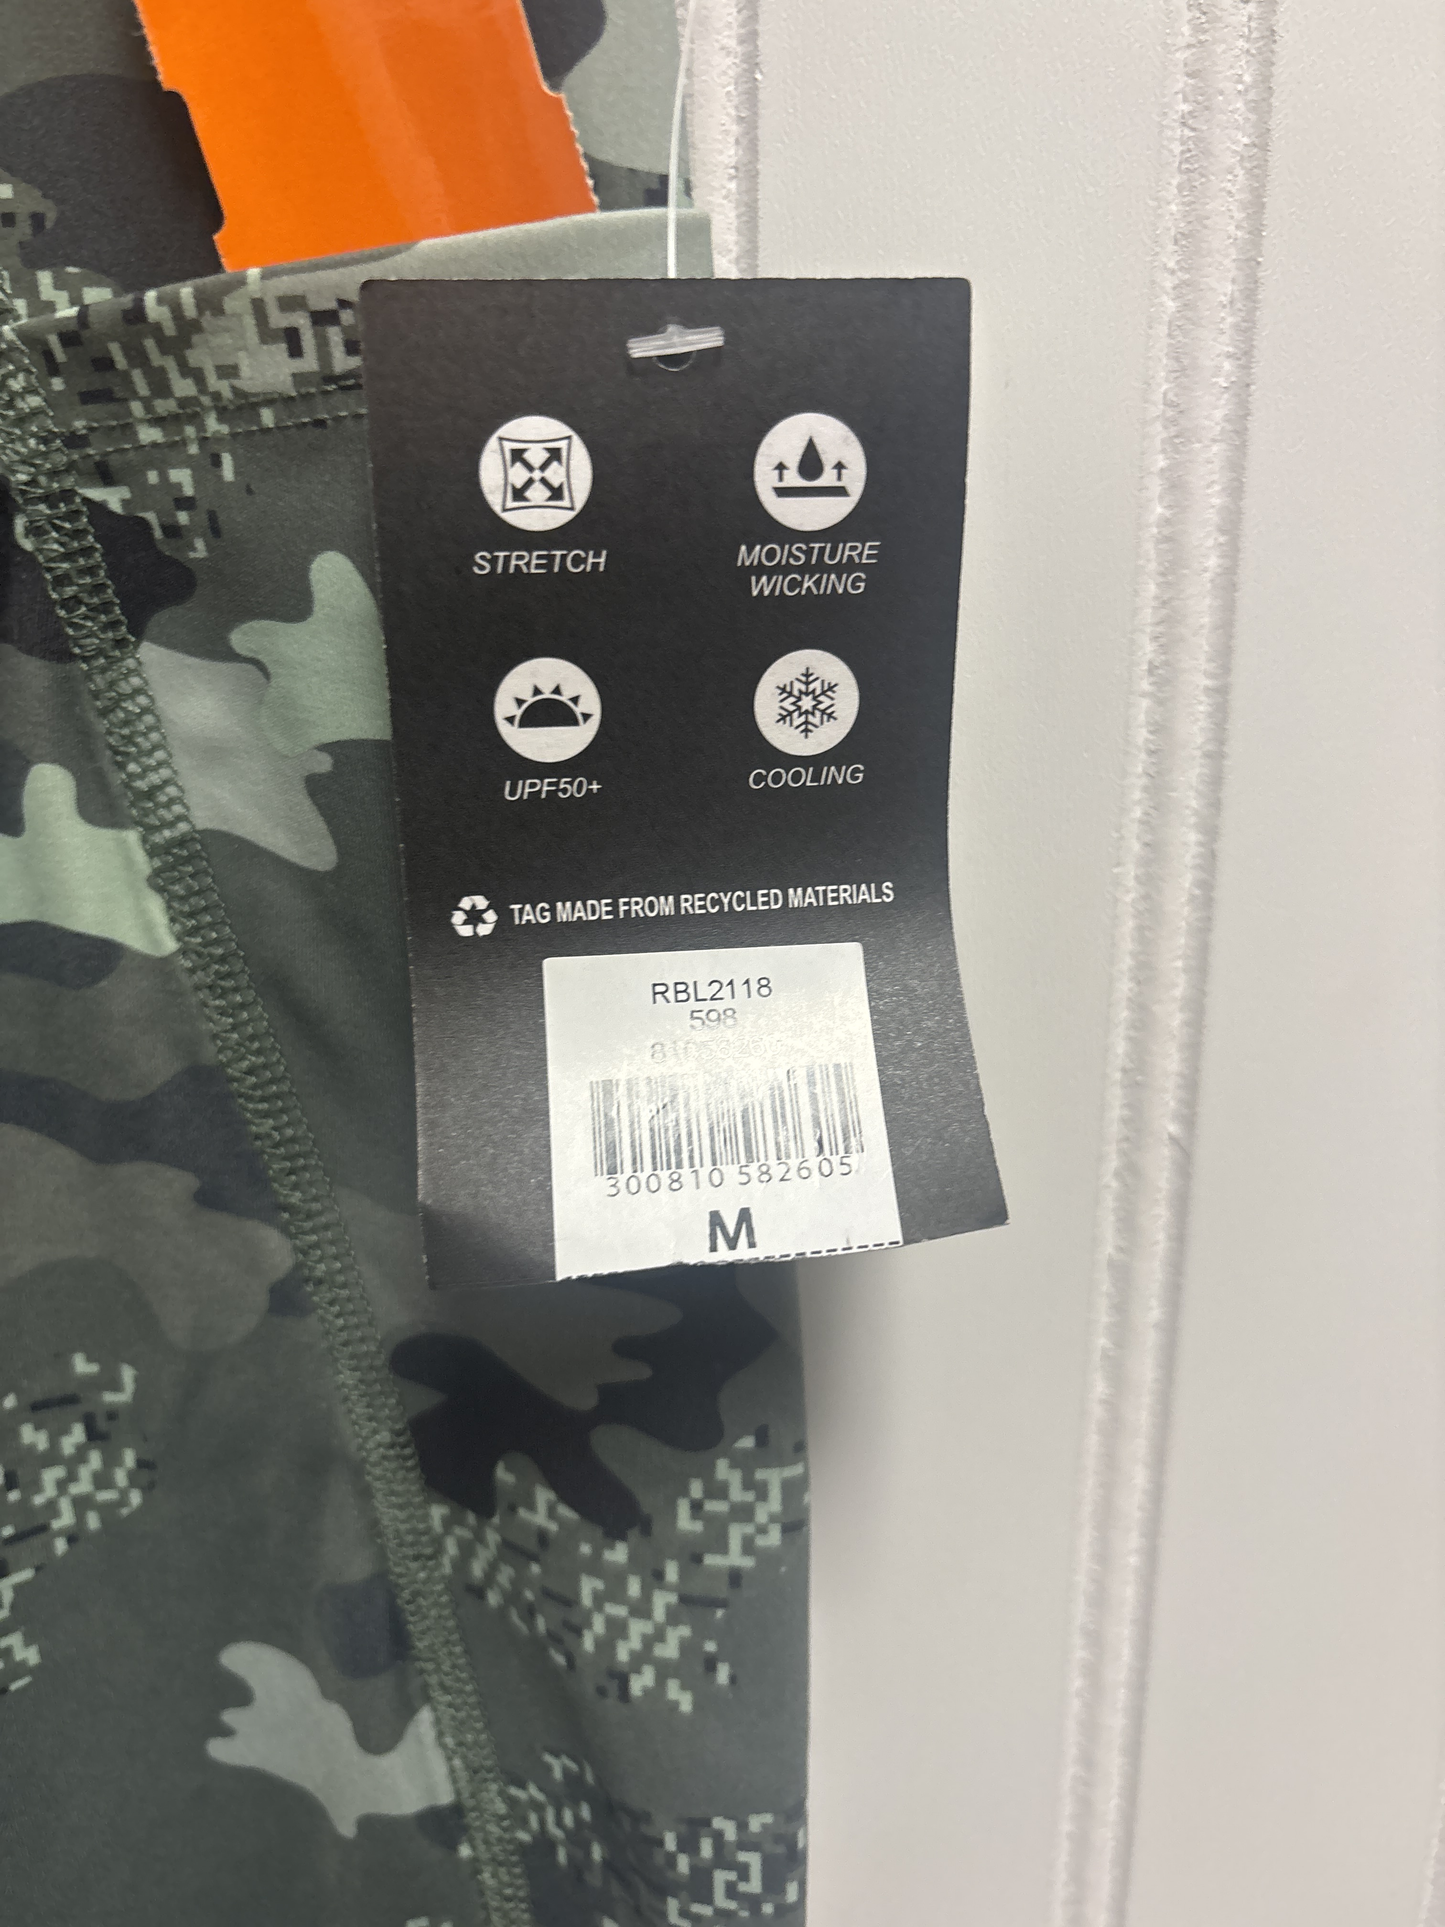 STRETCH
MOISTURE
WICKING
UPF50+
COOLING
TAG MADE FROM RECYCLED MATERIALS
RBL2118
598
300810 582605
M